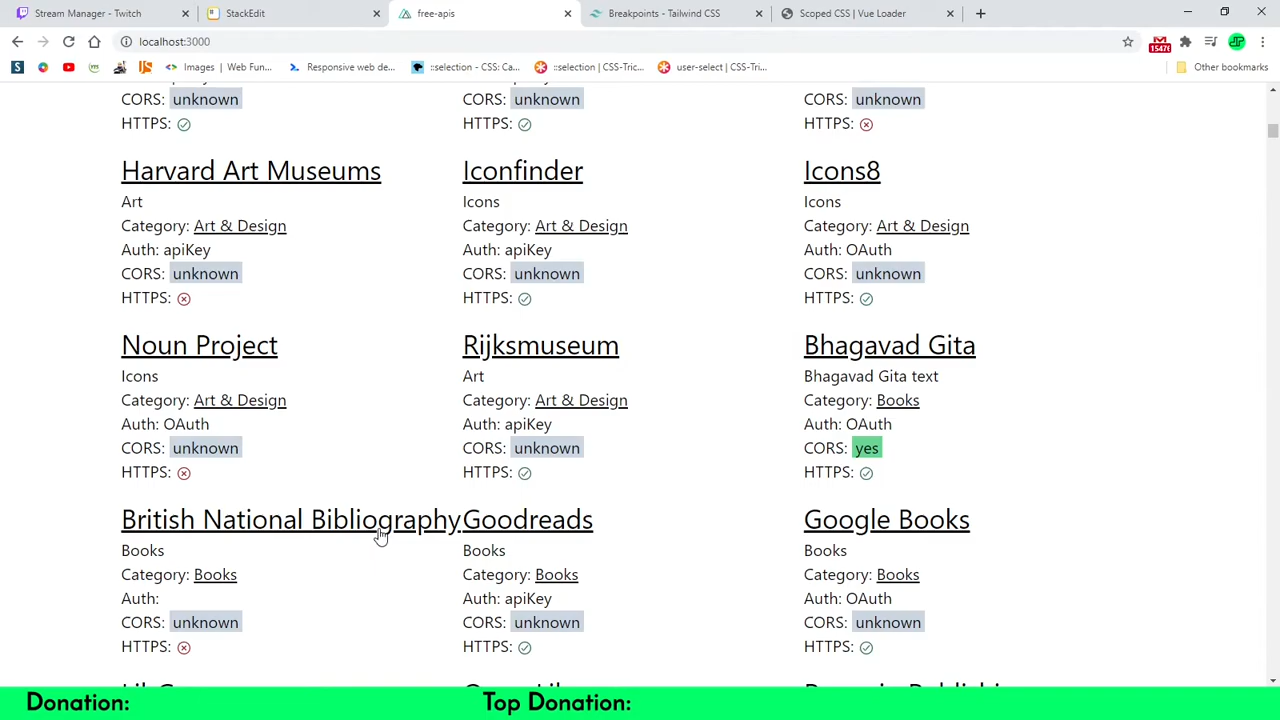 Stream Manager - Twitch
StackEdit
free-apis
Breakpoints - Tailwind CSS
Scoped CSS | Vue Loader
localhost:3000
15476
Images | Web Fun...
Responsive web de...
::selection - CSS: Ca...
::selection | CSS-Tric...
user-select | CSS-Tric...
Other bookmarks
CORS: unknown
CORS: unknown
CORS: unknown
HTTPS:
HTTPS:
HTTPS:
Harvard Art Museums
Art
Category: Art & Design
Auth: apiKey
CORS: unknown
HTTPS:
Iconfinder
Icons
Category: Art & Design
Auth: apiKey
CORS: unknown
HTTPS:
Icons8
Icons
Category: Art & Design
Auth: OAuth
CORS: unknown
HTTPS:
Noun Project
Icons
Category: Art & Design
Auth: OAuth
CORS: unknown
HTTPS:
Rijksmuseum
Art
Category: Art & Design
Auth: apiKey
CORS: unknown
HTTPS:
Bhagavad Gita
Bhagavad Gita text
Category: Books
Auth: OAuth
CORS: yes
HTTPS:
British National Bibliography
Books
Category: Books
Auth:
CORS: unknown
HTTPS:
Goodreads
Books
Category: Books
Auth: apiKey
CORS: unknown
HTTPS:
Google Books
Books
Category: Books
Auth: OAuth
CORS: unknown
HTTPS:
Donation:
Top Donation: